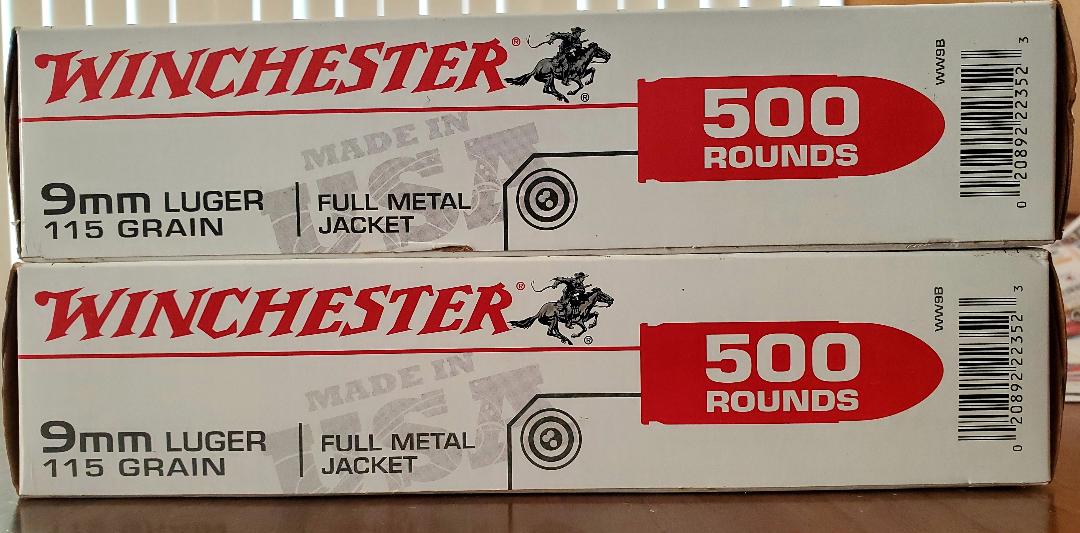 WINCHESTER®
®
500
ROUNDS
WW9B
0 20892 22352 3
MADE IN
USA
9mm LUGER
115 GRAIN
FULL METAL
JACKET
WINCHESTER®
®
500
ROUNDS
WW9B
0 20892 22352 3
MADE IN
USA
9mm LUGER
115 GRAIN
FULL METAL
JACKET